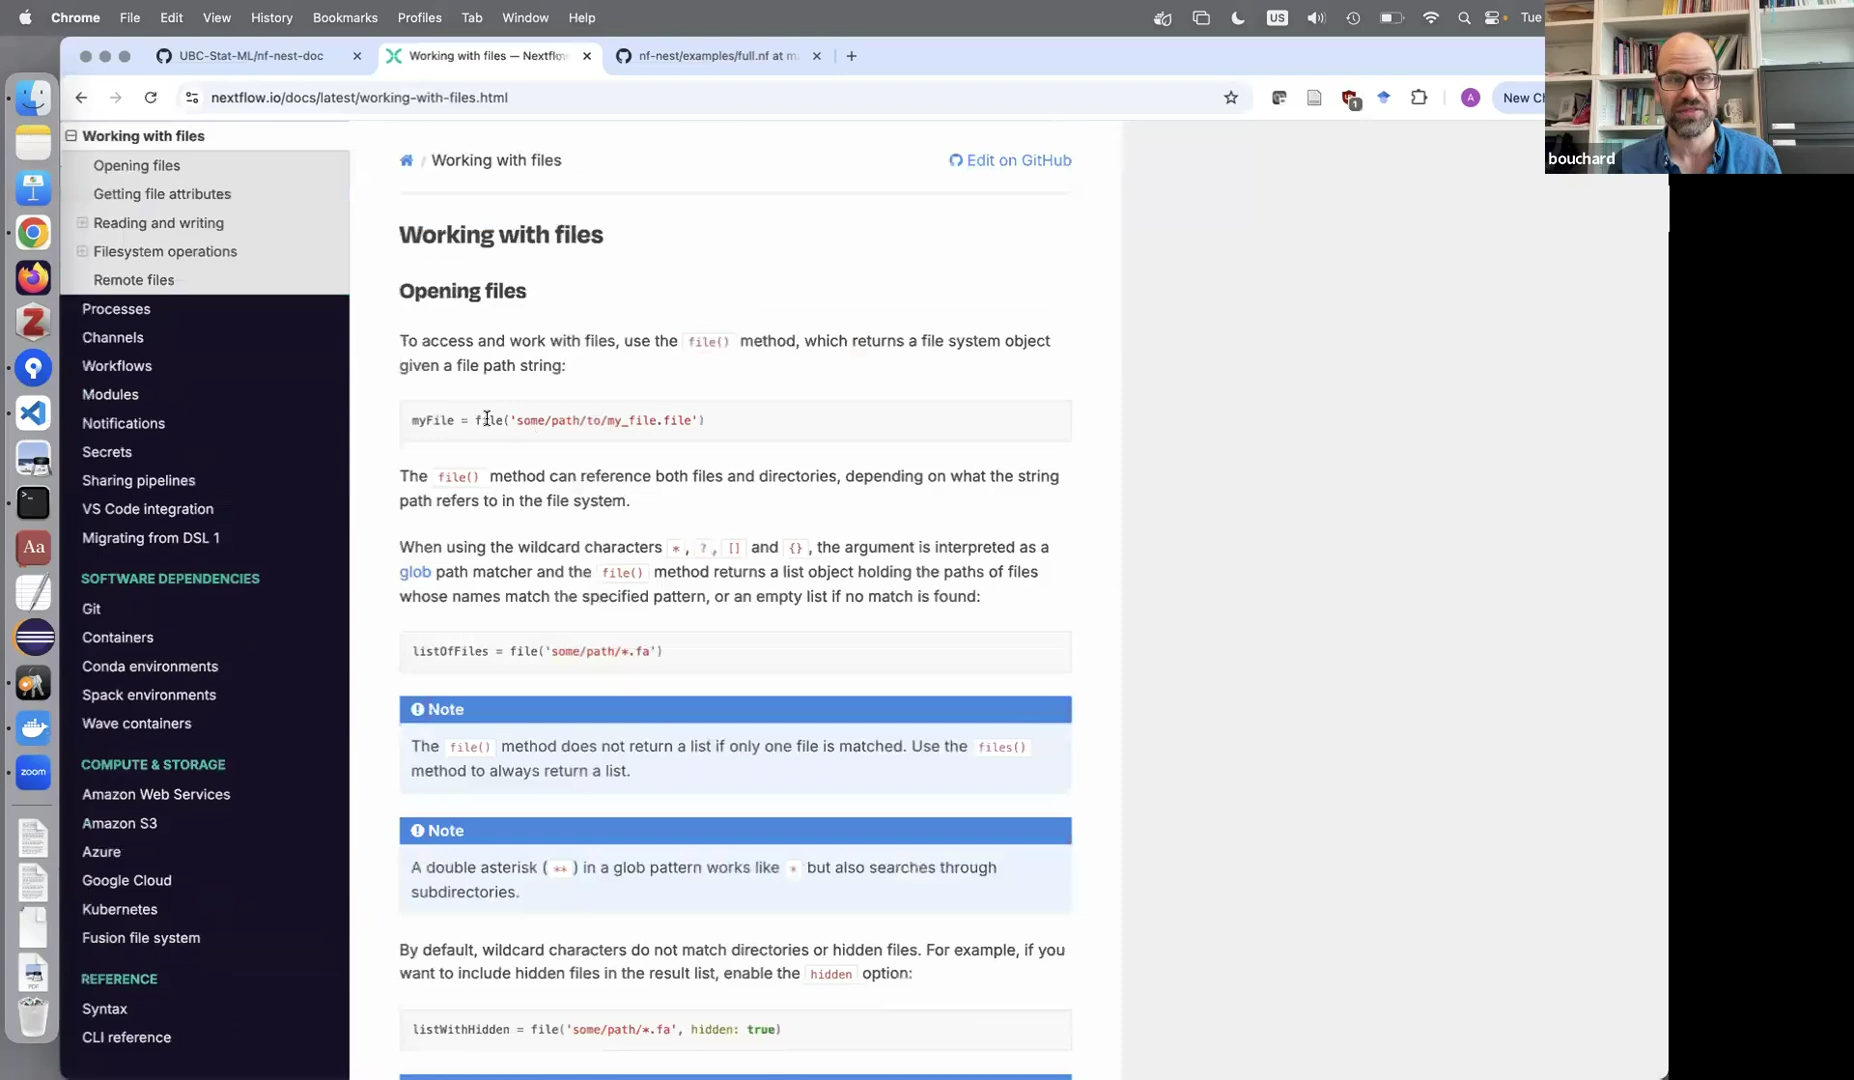 Chrome File Edit View History Bookmarks Profiles Tab Window Help US Tue
UBC-Stat-ML/nf-nest-doc
Working with files — Nextflow
nf-nest/examples/full.nf at m
nextflow.io/docs/latest/working-with-files.html
1
A
New Ch
bouchard
Working with files
Opening files
Getting file attributes
Reading and writing
Filesystem operations
Remote files
Processes
Channels
Workflows
Modules
Notifications
Secrets
Sharing pipelines
VS Code integration
Migrating from DSL 1
SOFTWARE DEPENDENCIES
Git
Containers
Conda environments
Spack environments
Wave containers
COMPUTE & STORAGE
Amazon Web Services
Amazon S3
Azure
Google Cloud
Kubernetes
Fusion file system
REFERENCE
Syntax
CLI reference
/ Working with files
Edit on GitHub
Working with files
Opening files
To access and work with files, use the file() method, which returns a file system object
given a file path string:
myFile = file('some/path/to/my_file.file')
The file() method can reference both files and directories, depending on what the string
path refers to in the file system.
When using the wildcard characters *, ?, [] and {}, the argument is interpreted as a
glob path matcher and the file() method returns a list object holding the paths of files
whose names match the specified pattern, or an empty list if no match is found:
listOfFiles = file('some/path/*.fa')
Note
The file() method does not return a list if only one file is matched. Use the files()
method to always return a list.
Note
A double asterisk (**) in a glob pattern works like * but also searches through
subdirectories.
By default, wildcard characters do not match directories or hidden files. For example, if you
want to include hidden files in the result list, enable the hidden option:
listWithHidden = file('some/path/*.fa', hidden: true)
Z
Aa
zoom
PDF